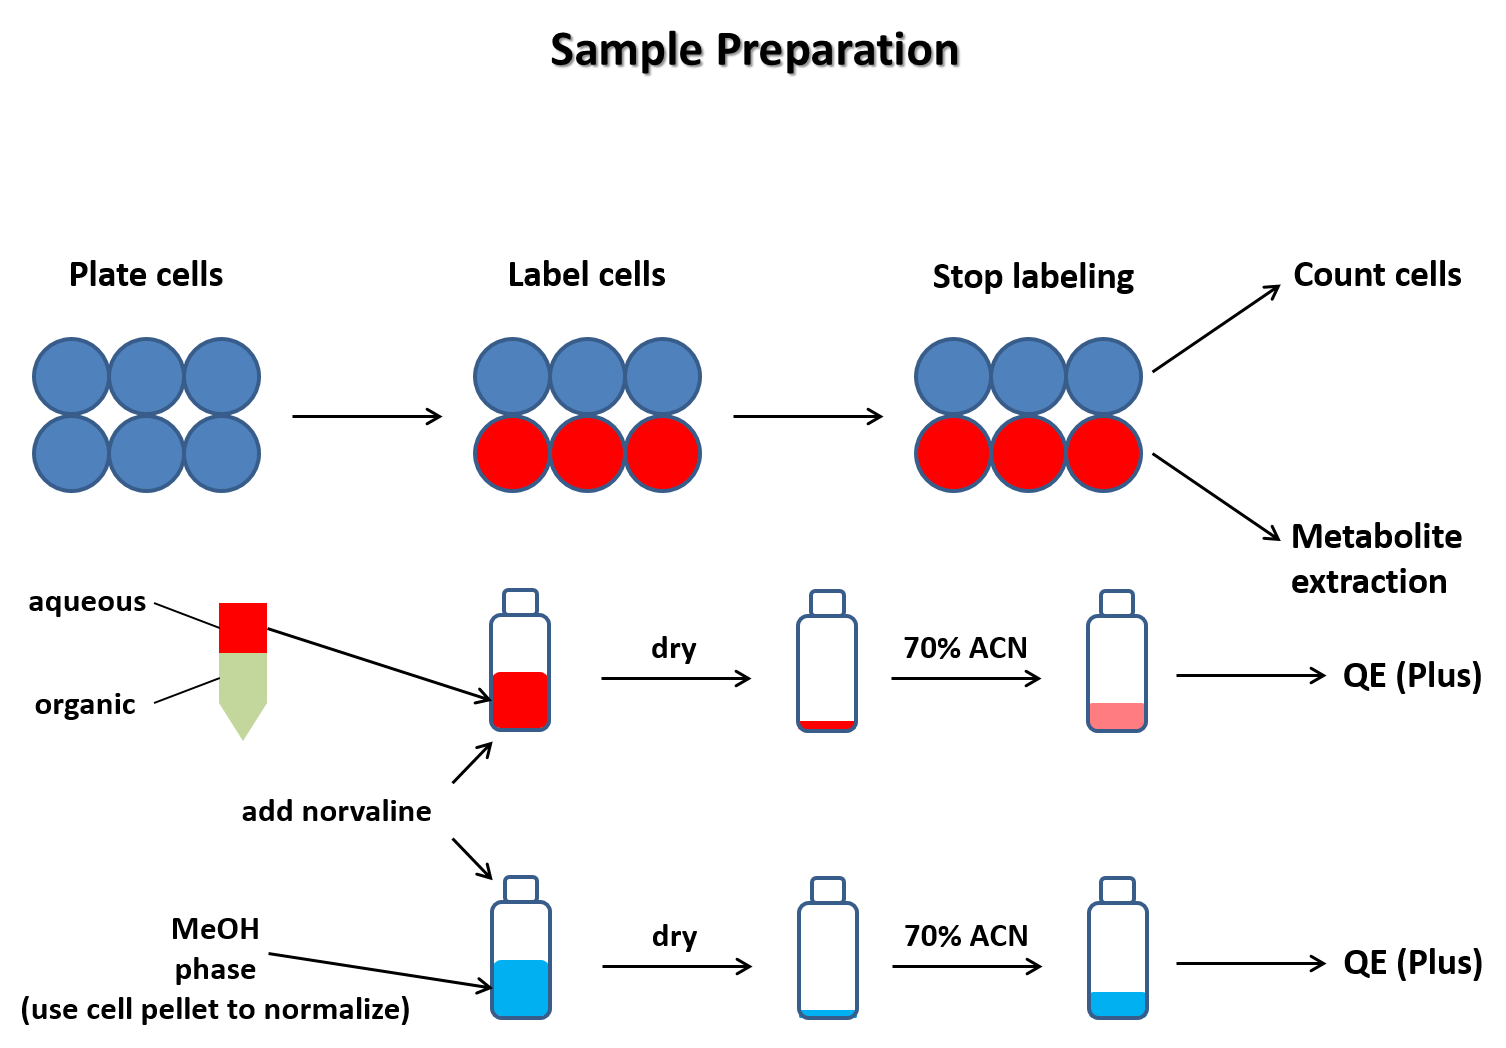 Sample Preparation
Plate cells
Label cells
Stop labeling
Count cells
Metabolite
extraction
aqueous
organic
dry
70% ACN
QE (Plus)
add norvaline
MeOH
phase
(use cell pellet to normalize)
dry
70% ACN
QE (Plus)